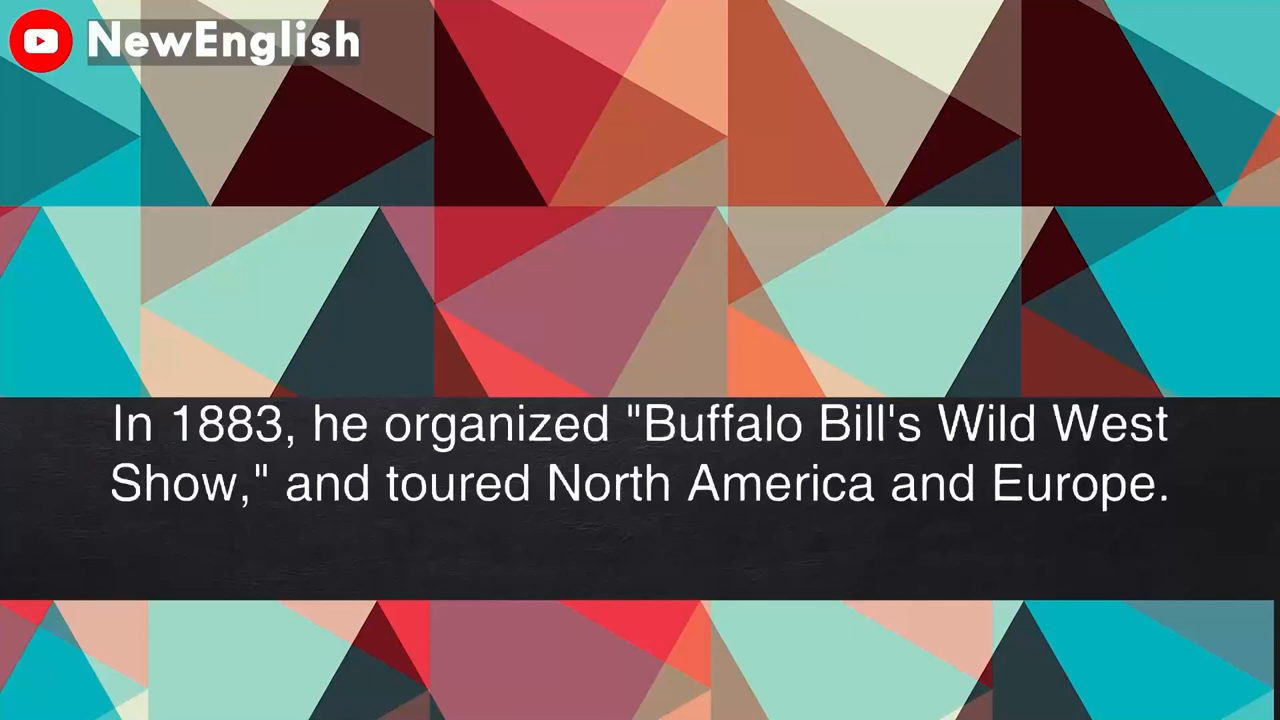 NewEnglish
In 1883, he organized "Buffalo Bill's Wild West
Show," and toured North America and Europe.